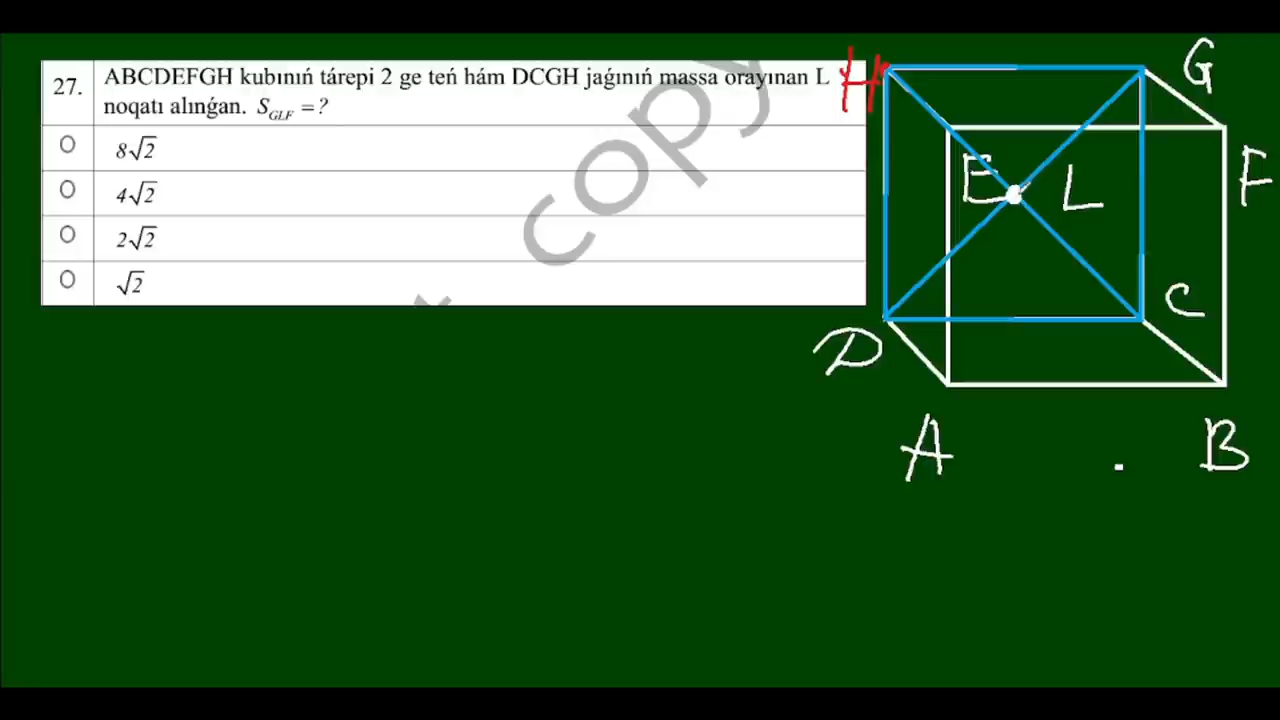 27. ABCDEFGH kubınıń tárepi 2 ge teń hám DCGH jaǵınıń massa orayınan L
noqatı alınǵan. S_GLF = ?
8√2
4√2
2√2
√2
copy
H
G
E
L
F
D
C
A
B